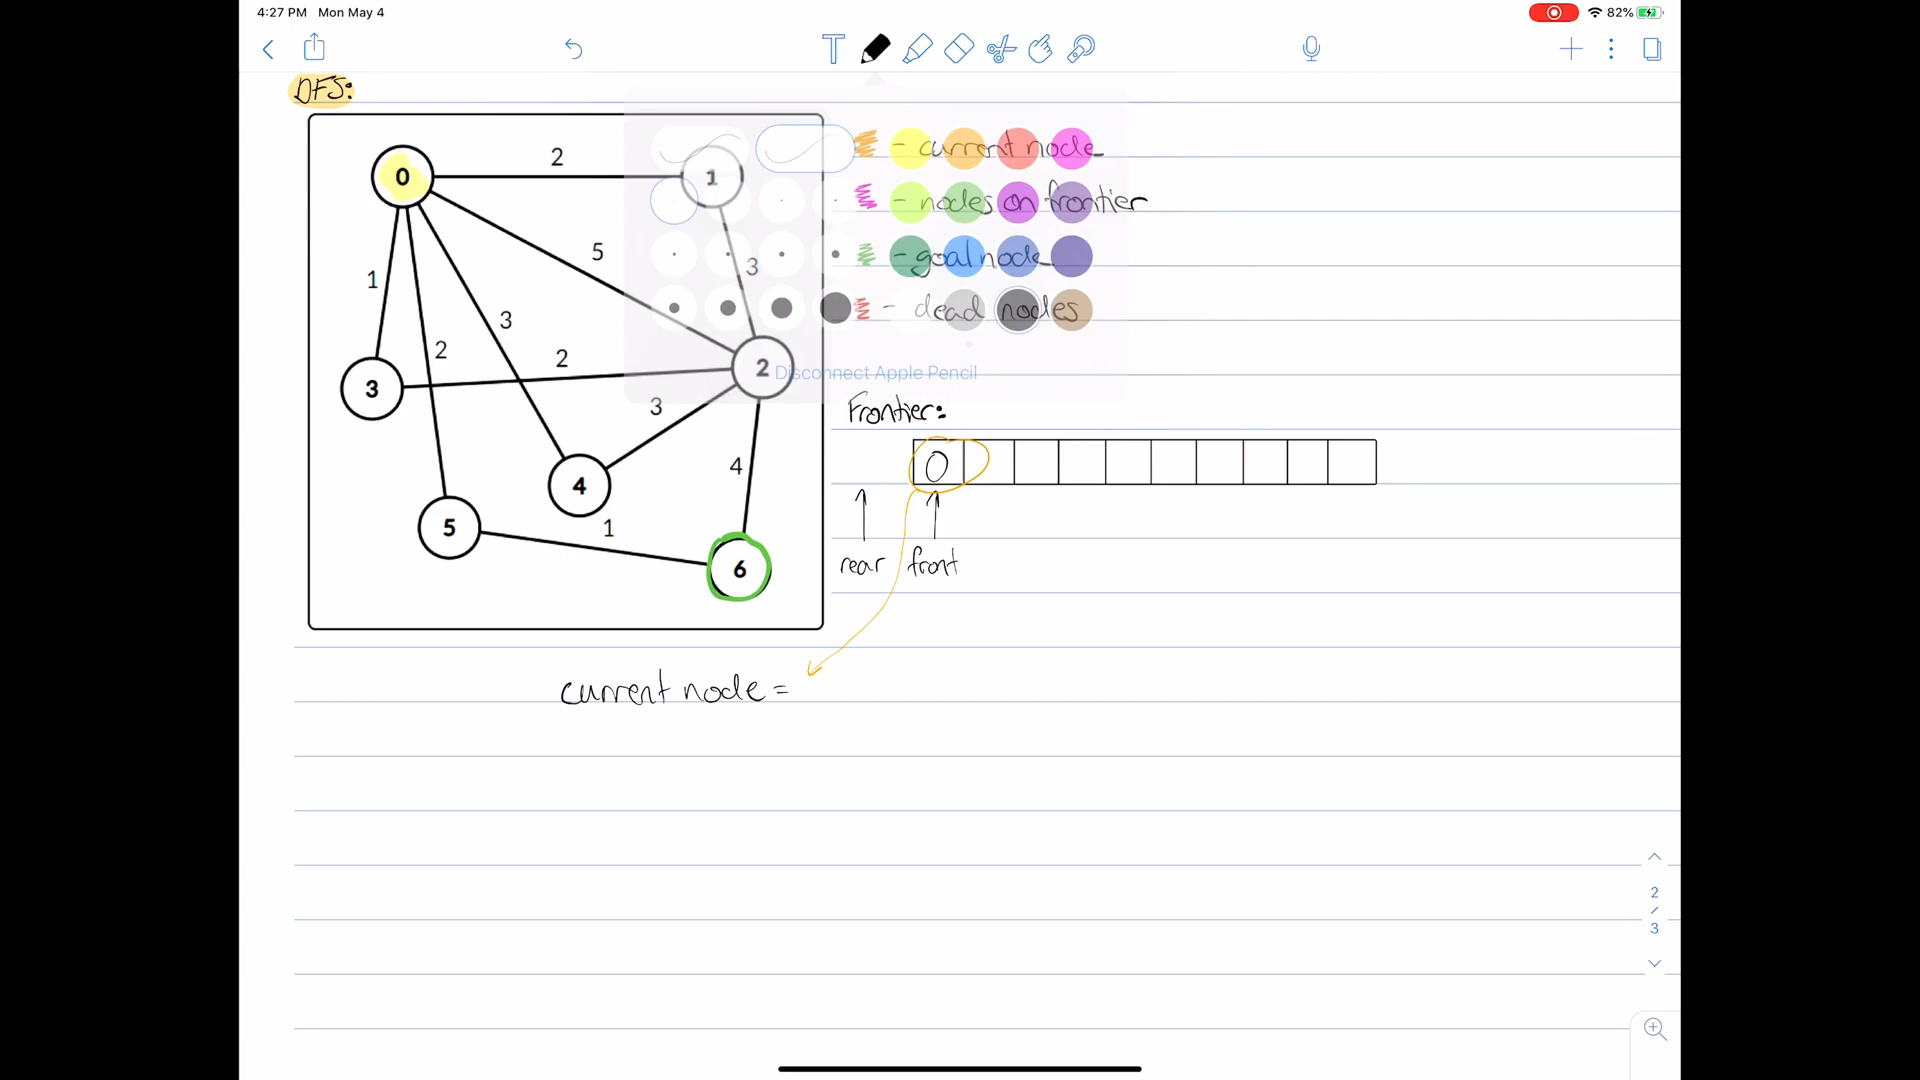 4:27 PM Mon May 4
82%
T
DFS:
0
2
1
- current node
- nodes on frontier
5
3
- goal node
1
3
- dead nodes
2
2
2
Disconnect Apple Pencil
3
3
Frontier:
4
0
4
5
1
6
rear front
current node =
2
/
3